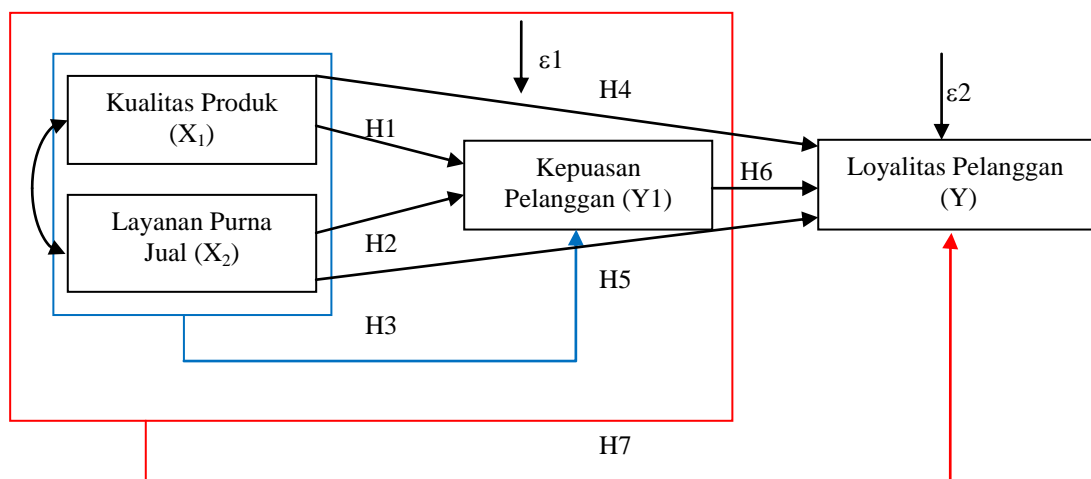 ε1
H4
ε2
Kualitas Produk
(X₁)
H1
Kepuasan
Pelanggan (Y1)
H6
Loyalitas Pelanggan
(Y)
Layanan Purna
Jual (X₂)
H2
H5
H3
H7